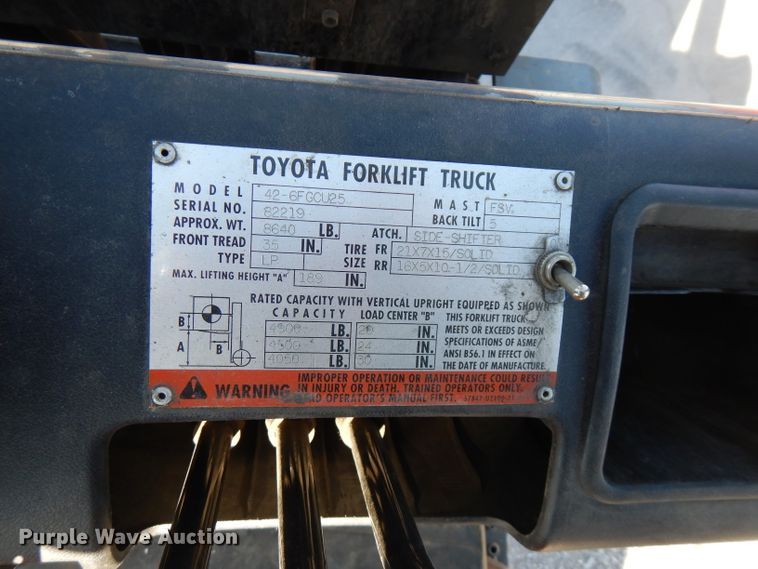 TOYOTA FORKLIFT TRUCK
MODEL 42-6FGCU25 MAST FSV
SERIAL NO. 82219 BACK TILT 5
APPROX. WT. 8640 LB. ATCH. SIDE-SHIFTER
FRONT TREAD 35 IN. TIRE FR 21X7X15/SOLID
TYPE LP SIZE RR 16X5X10-1/2/SOLID
MAX. LIFTING HEIGHT "A" 189 IN.
RATED CAPACITY WITH VERTICAL UPRIGHT EQUIPPED AS SHOWN
CAPACITY LOAD CENTER "B" THIS FORKLIFT TRUCK
4500 LB. IN. MEETS OR EXCEEDS DESIGN
B
4500 LB. 24 IN. SPECIFICATIONS OF ASME
A B
4050 LB. 30 IN. ANSI B56.1 IN EFFECT ON
THE DATE OF MANUFACTURE.
WARNING IMPROPER OPERATION OR MAINTENANCE COULD RESULT
IN INJURY OR DEATH. TRAINED OPERATORS ONLY.
READ OPERATOR'S MANUAL FIRST.
Purple Wave Auction